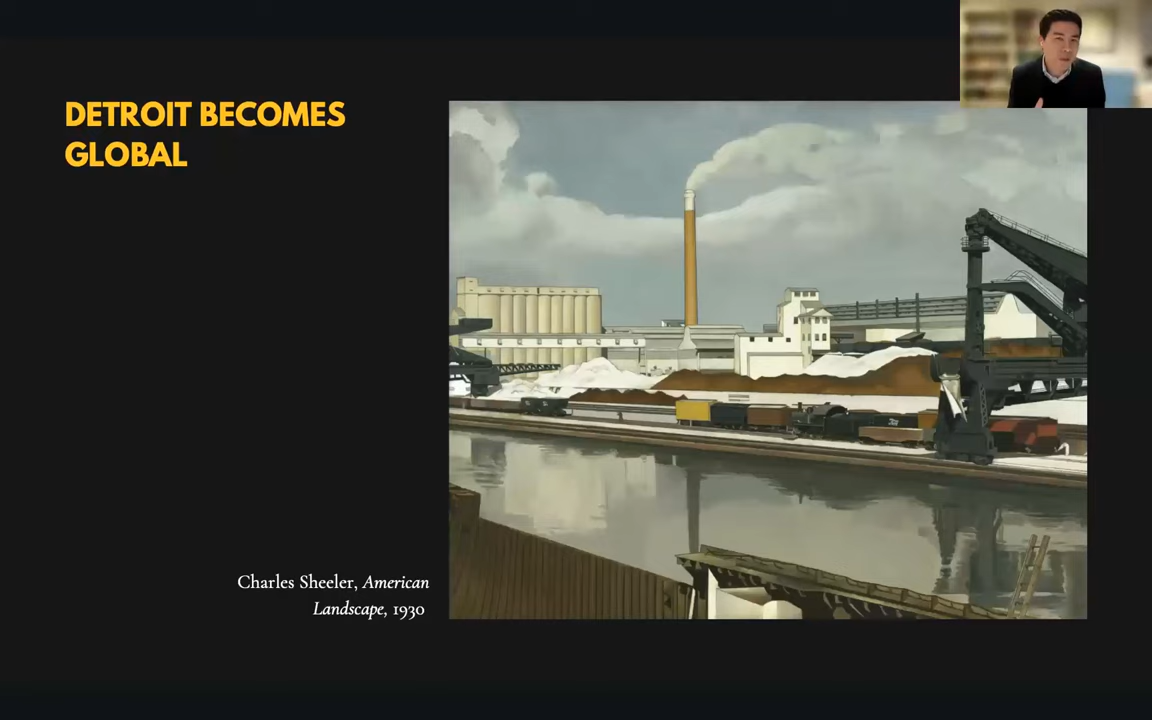 DETROIT BECOMES
GLOBAL
Charles Sheeler, American
Landscape, 1930